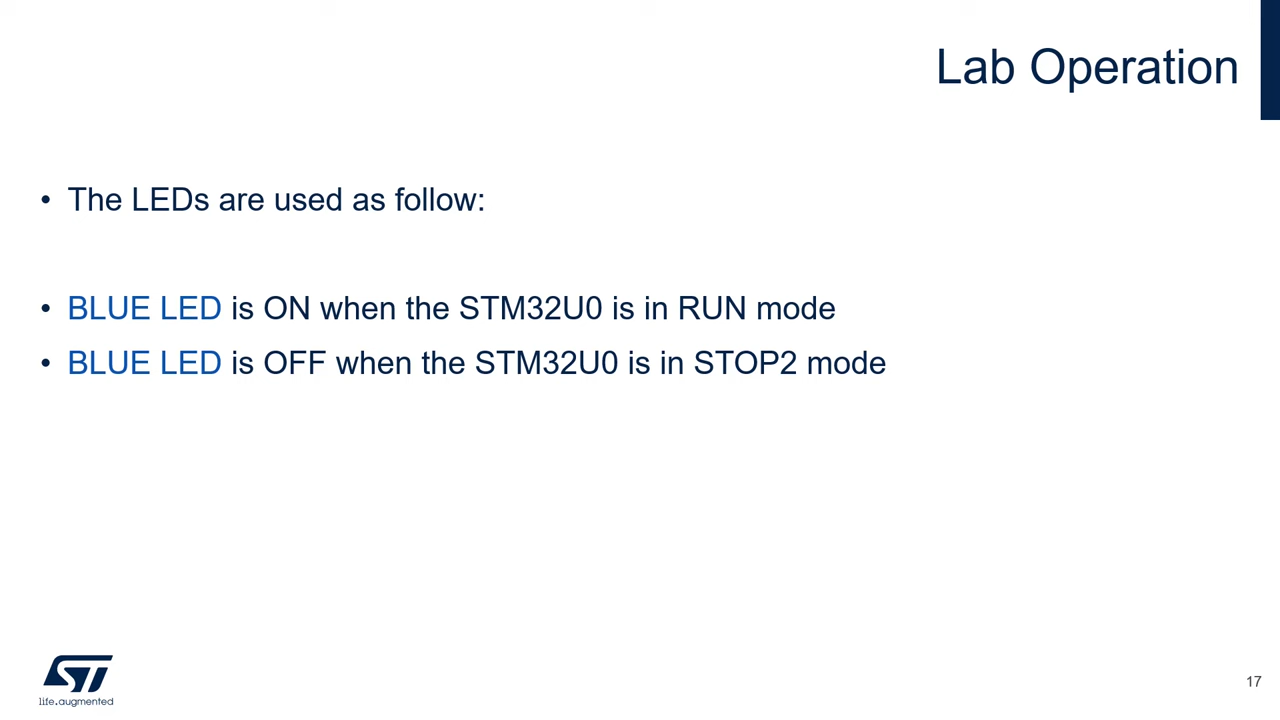 Lab Operation
• The LEDs are used as follow:
• BLUE LED is ON when the STM32U0 is in RUN mode
• BLUE LED is OFF when the STM32U0 is in STOP2 mode
ST
life.augmented
17